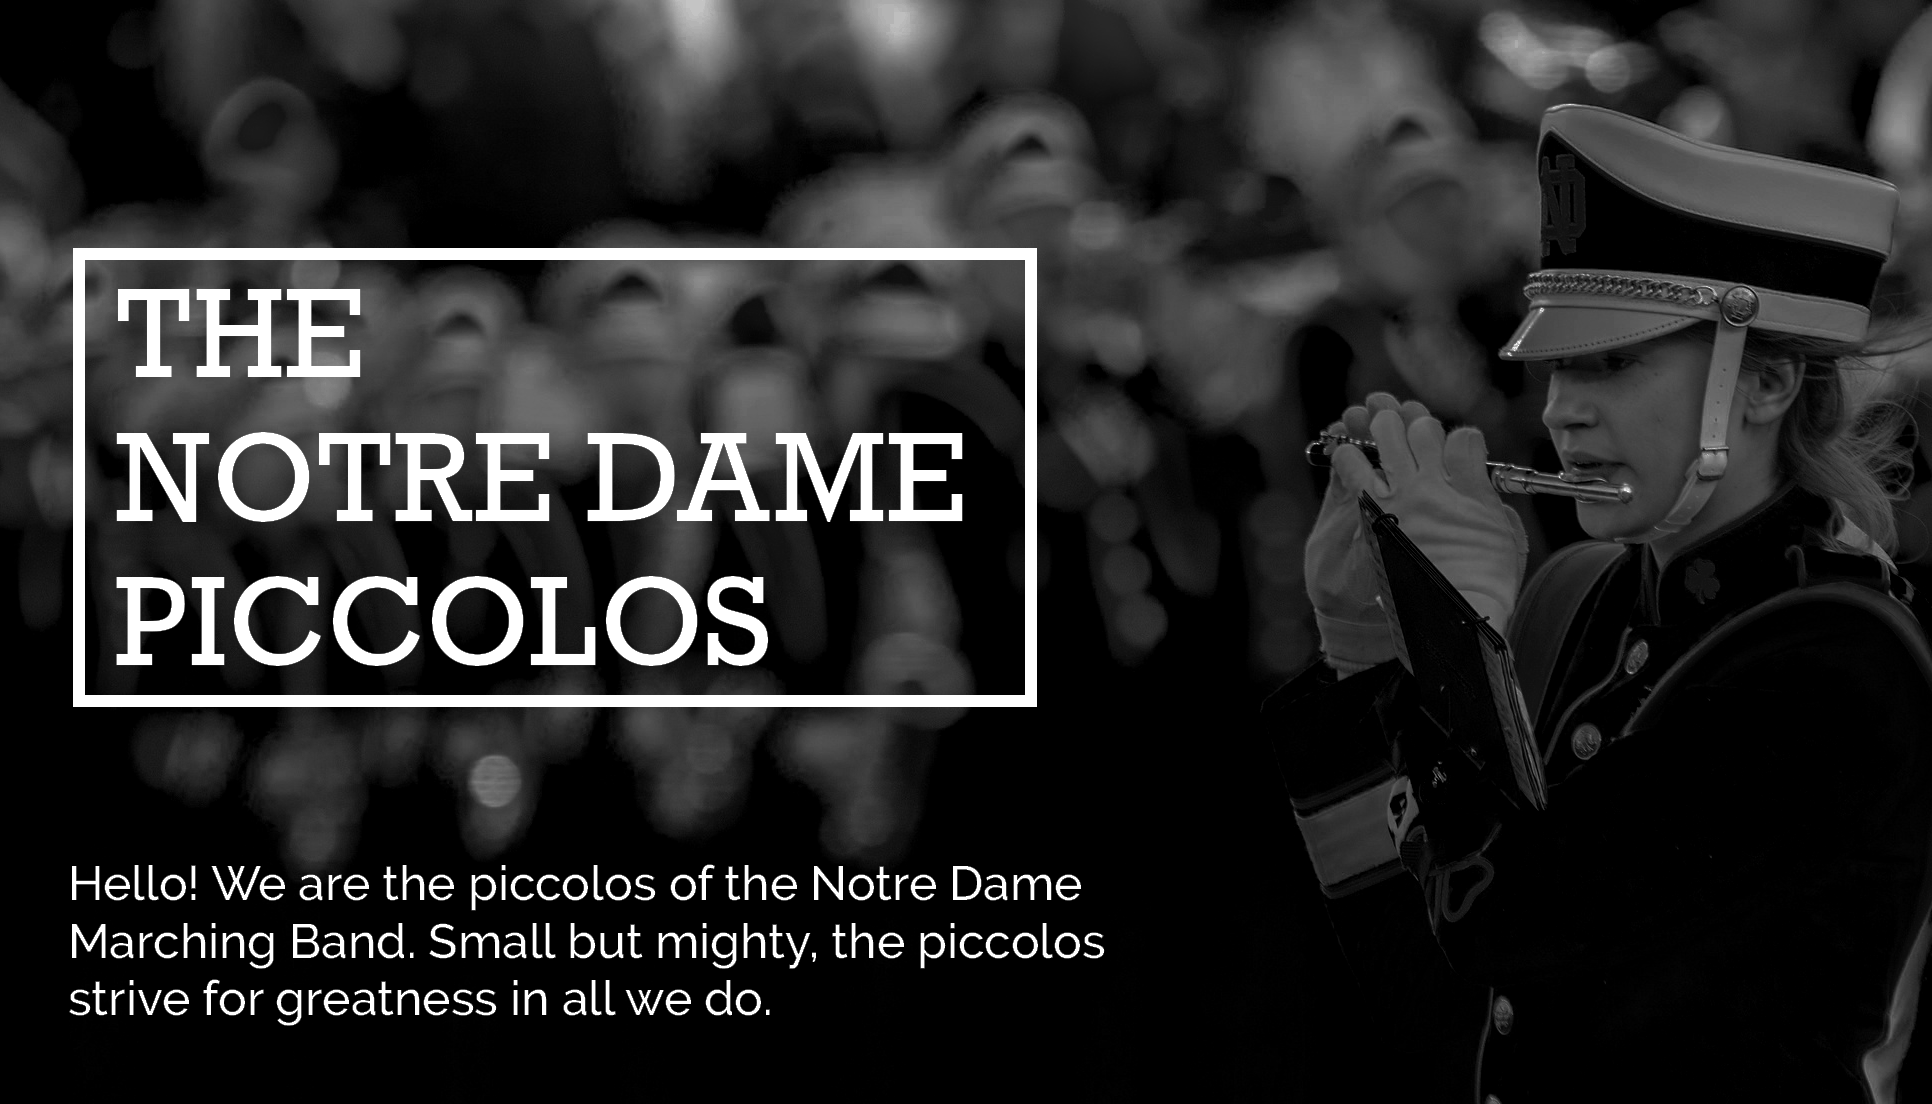 THE
NOTRE DAME
PICCOLOS
ND
Hello! We are the piccolos of the Notre Dame
Marching Band. Small but mighty, the piccolos
strive for greatness in all we do.